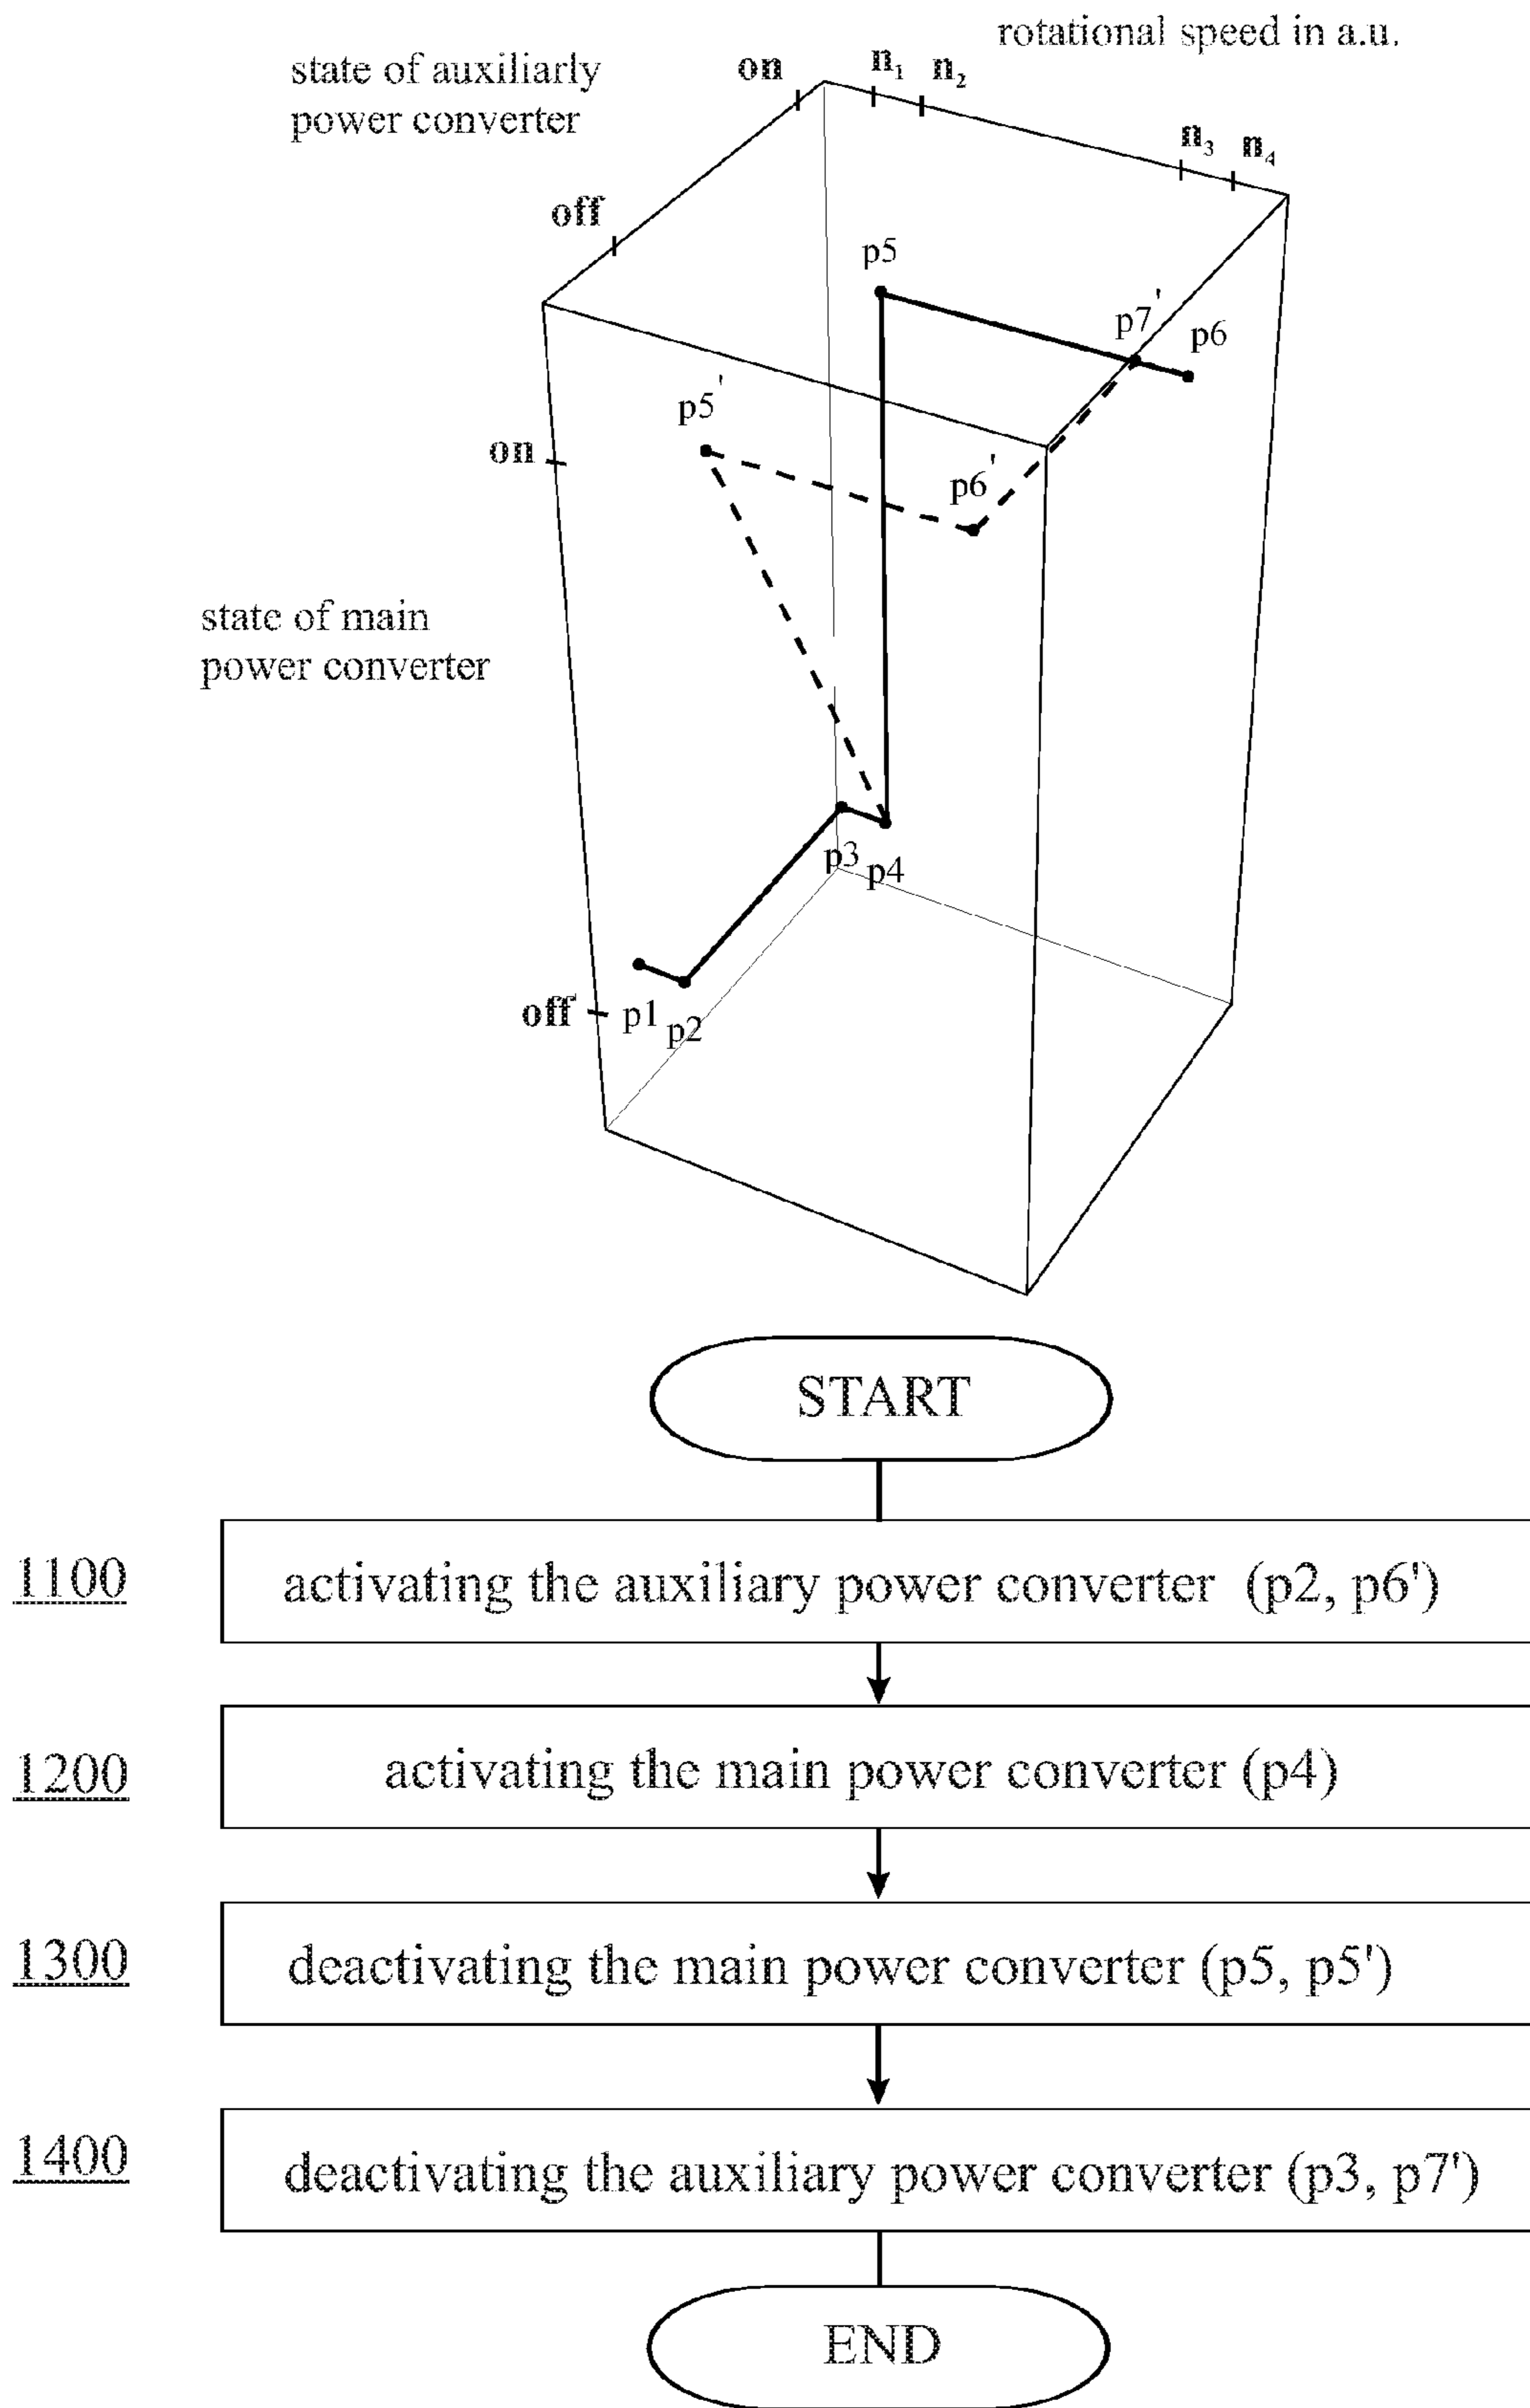 rotational speed in a.u.
state of auxiliarly
power converter
on
n₁
n₂
n₃
n₄
off
p5
p7'
p6
p5'
on
p6'
state of main
power converter
p3
p4
off
p1
p2
START
1100
activating the auxiliary power converter (p2, p6')
1200
activating the main power converter (p4)
1300
deactivating the main power converter (p5, p5')
1400
deactivating the auxiliary power converter (p3, p7')
END